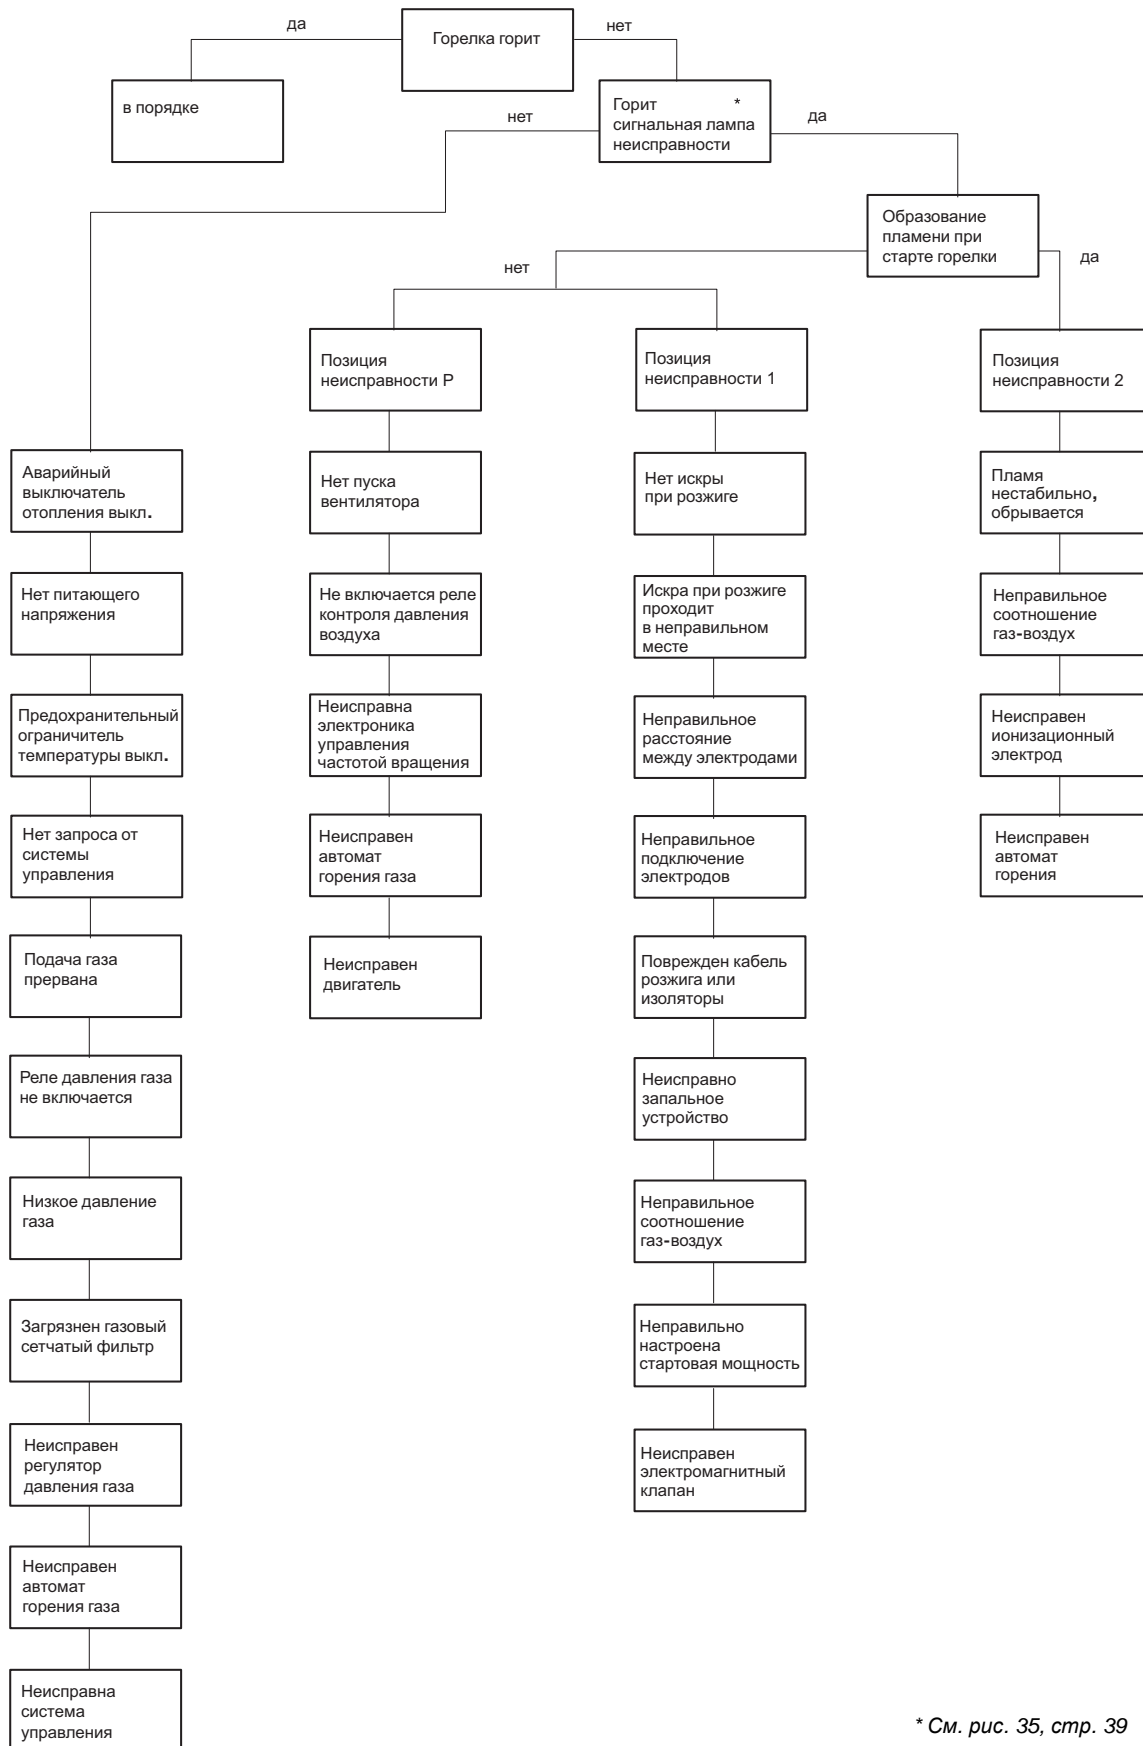 да
Горелка горит
нет
в порядке
нет
Горит *
сигнальная лампа
неисправности
да
Образование
пламени при
старте горелки
нет
да
Позиция
неисправности P
Позиция
неисправности 1
Позиция
неисправности 2
Аварийный
выключатель
отопления выкл.
Нет питающего
напряжения
Предохранительный
ограничитель
температуры выкл.
Нет запроса от
системы
управления
Подача газа
прервана
Реле давления газа
не включается
Низкое давление
газа
Загрязнен газовый
сетчатый фильтр
Неисправен
регулятор
давления газа
Неисправен
автомат
горения газа
Неисправна
система
управления
Нет пуска
вентилятора
Не включается реле
контроля давления
воздуха
Неисправна
электроника
управления
частотой вращения
Неисправен
автомат
горения газа
Неисправен
двигатель
Нет искры
при розжиге
Искра при розжиге
проходит
в неправильном
месте
Неправильное
расстояние
между электродами
Неправильное
подключение
электродов
Поврежден кабель
розжига или
изоляторы
Неисправно
запальное
устройство
Неправильное
соотношение
газ-воздух
Неправильно
настроена
стартовая мощность
Неисправен
электромагнитный
клапан
Пламя
нестабильно,
обрывается
Неправильное
соотношение
газ-воздух
Неисправен
ионизационный
электрод
Неисправен
автомат
горения
* См. рис. 35, стр. 39